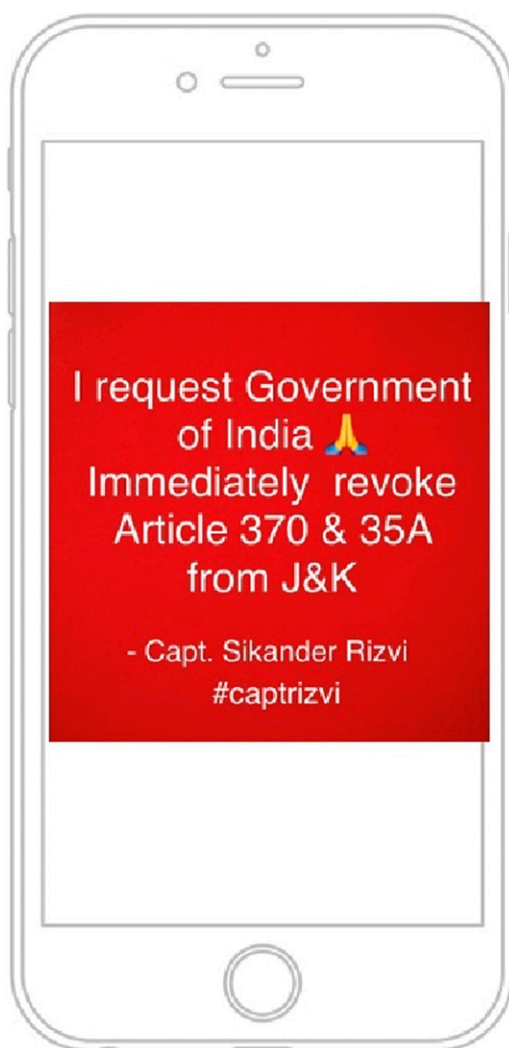 I request Government
of India 🙏
Immediately revoke
Article 370 & 35A
from J&K
- Capt. Sikander Rizvi
#captrizvi